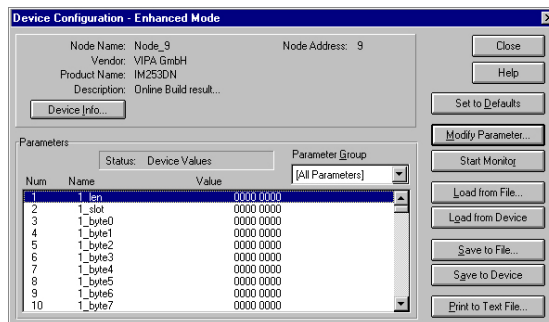 Device Configuration - Enhanced Mode
Node Name: Node_9 Node Address: 9
Vendor: VIPA GmbH
Product Name: IM253DN
Description: Online Build result...
Device Info...
Close
Help
Set to Defaults
Modify Parameter...
Start Monitor
Load from File...
Load from Device
Save to File...
Save to Device
Print to Text File...
Parameters
Status: Device Values
Parameter Group
[All Parameters]
Num Name Value
1 1_len 0000 0000
2 1_slot 0000 0000
3 1_byte0 0000 0000
4 1_byte1 0000 0000
5 1_byte2 0000 0000
6 1_byte3 0000 0000
7 1_byte4 0000 0000
8 1_byte5 0000 0000
9 1_byte6 0000 0000
10 1_byte7 0000 0000